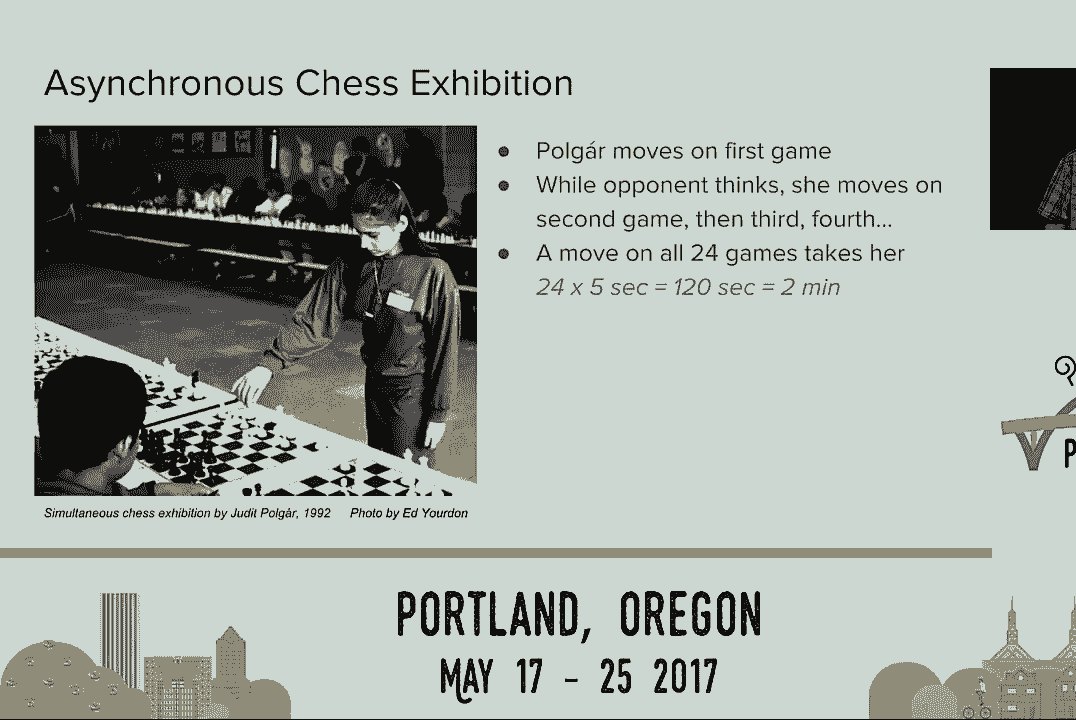 Asynchronous Chess Exhibition
● Polgár moves on first game
● While opponent thinks, she moves on
second game, then third, fourth...
● A move on all 24 games takes her
24 x 5 sec = 120 sec = 2 min
Simultaneous chess exhibition by Judit Polgár, 1992 Photo by Ed Yourdon
P
PORTLAND, OREGON
MAY 17 - 25 2017